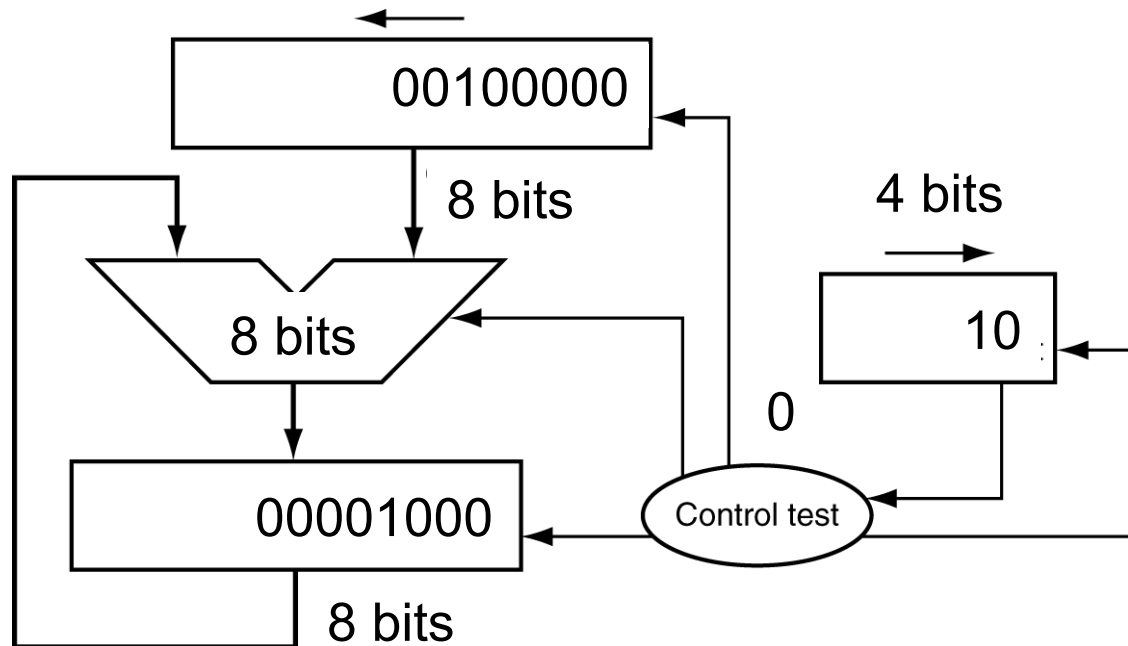 00100000
8 bits
4 bits
8 bits
10
0
00001000
Control test
8 bits